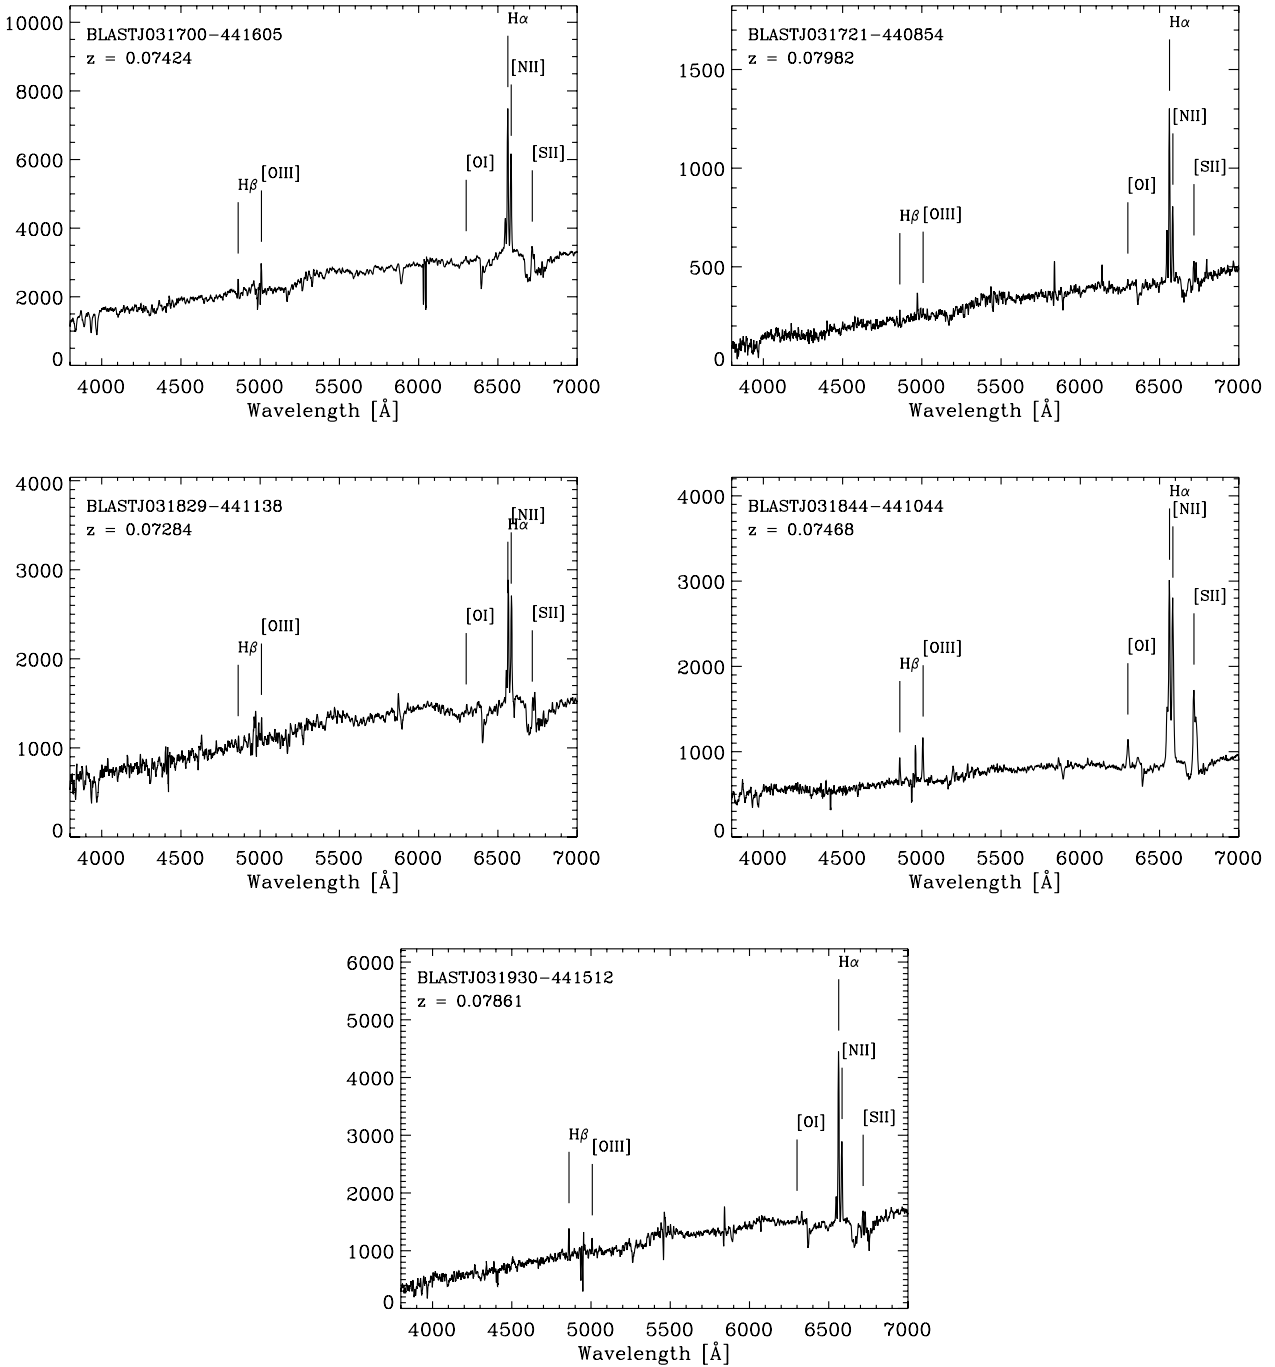 BLASTJ031700-441605
z = 0.07424
Hα
[NII]
[SII]
[OI]
[OIII]
Hβ
10000
8000
6000
4000
2000
0
4000 4500 5000 5500 6000 6500 7000
Wavelength [Å]
BLASTJ031721-440854
z = 0.07982
Hα
[NII]
[SII]
[OI]
Hβ [OIII]
1500
1000
500
0
4000 4500 5000 5500 6000 6500 7000
Wavelength [Å]
BLASTJ031829-441138
z = 0.07284
[NII]
Hα
[SII]
[OI]
[OIII]
Hβ
4000
3000
2000
1000
0
4000 4500 5000 5500 6000 6500 7000
Wavelength [Å]
BLASTJ031844-441044
z = 0.07468
Hα
[NII]
[SII]
[OI]
[OIII]
Hβ
4000
3000
2000
1000
0
4000 4500 5000 5500 6000 6500 7000
Wavelength [Å]
BLASTJ031930-441512
z = 0.07861
Hα
[NII]
[SII]
[OI]
Hβ
[OIII]
6000
5000
4000
3000
2000
1000
0
4000 4500 5000 5500 6000 6500 7000
Wavelength [Å]